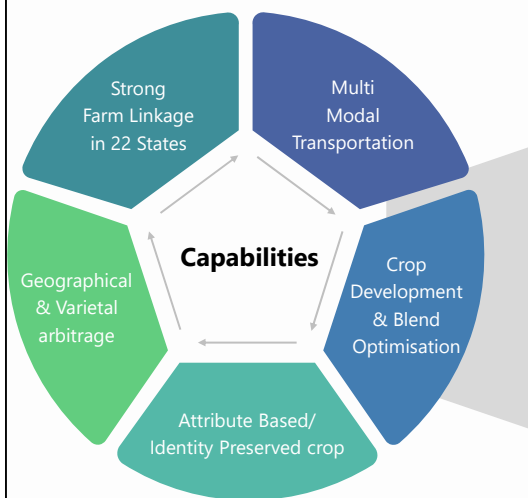 Strong
Farm Linkage
in 22 States
Multi
Modal
Transportation
Capabilities
Geographical
& Varietal
arbitrage
Crop
Development
& Blend
Optimisation
Attribute Based/
Identity Preserved crop